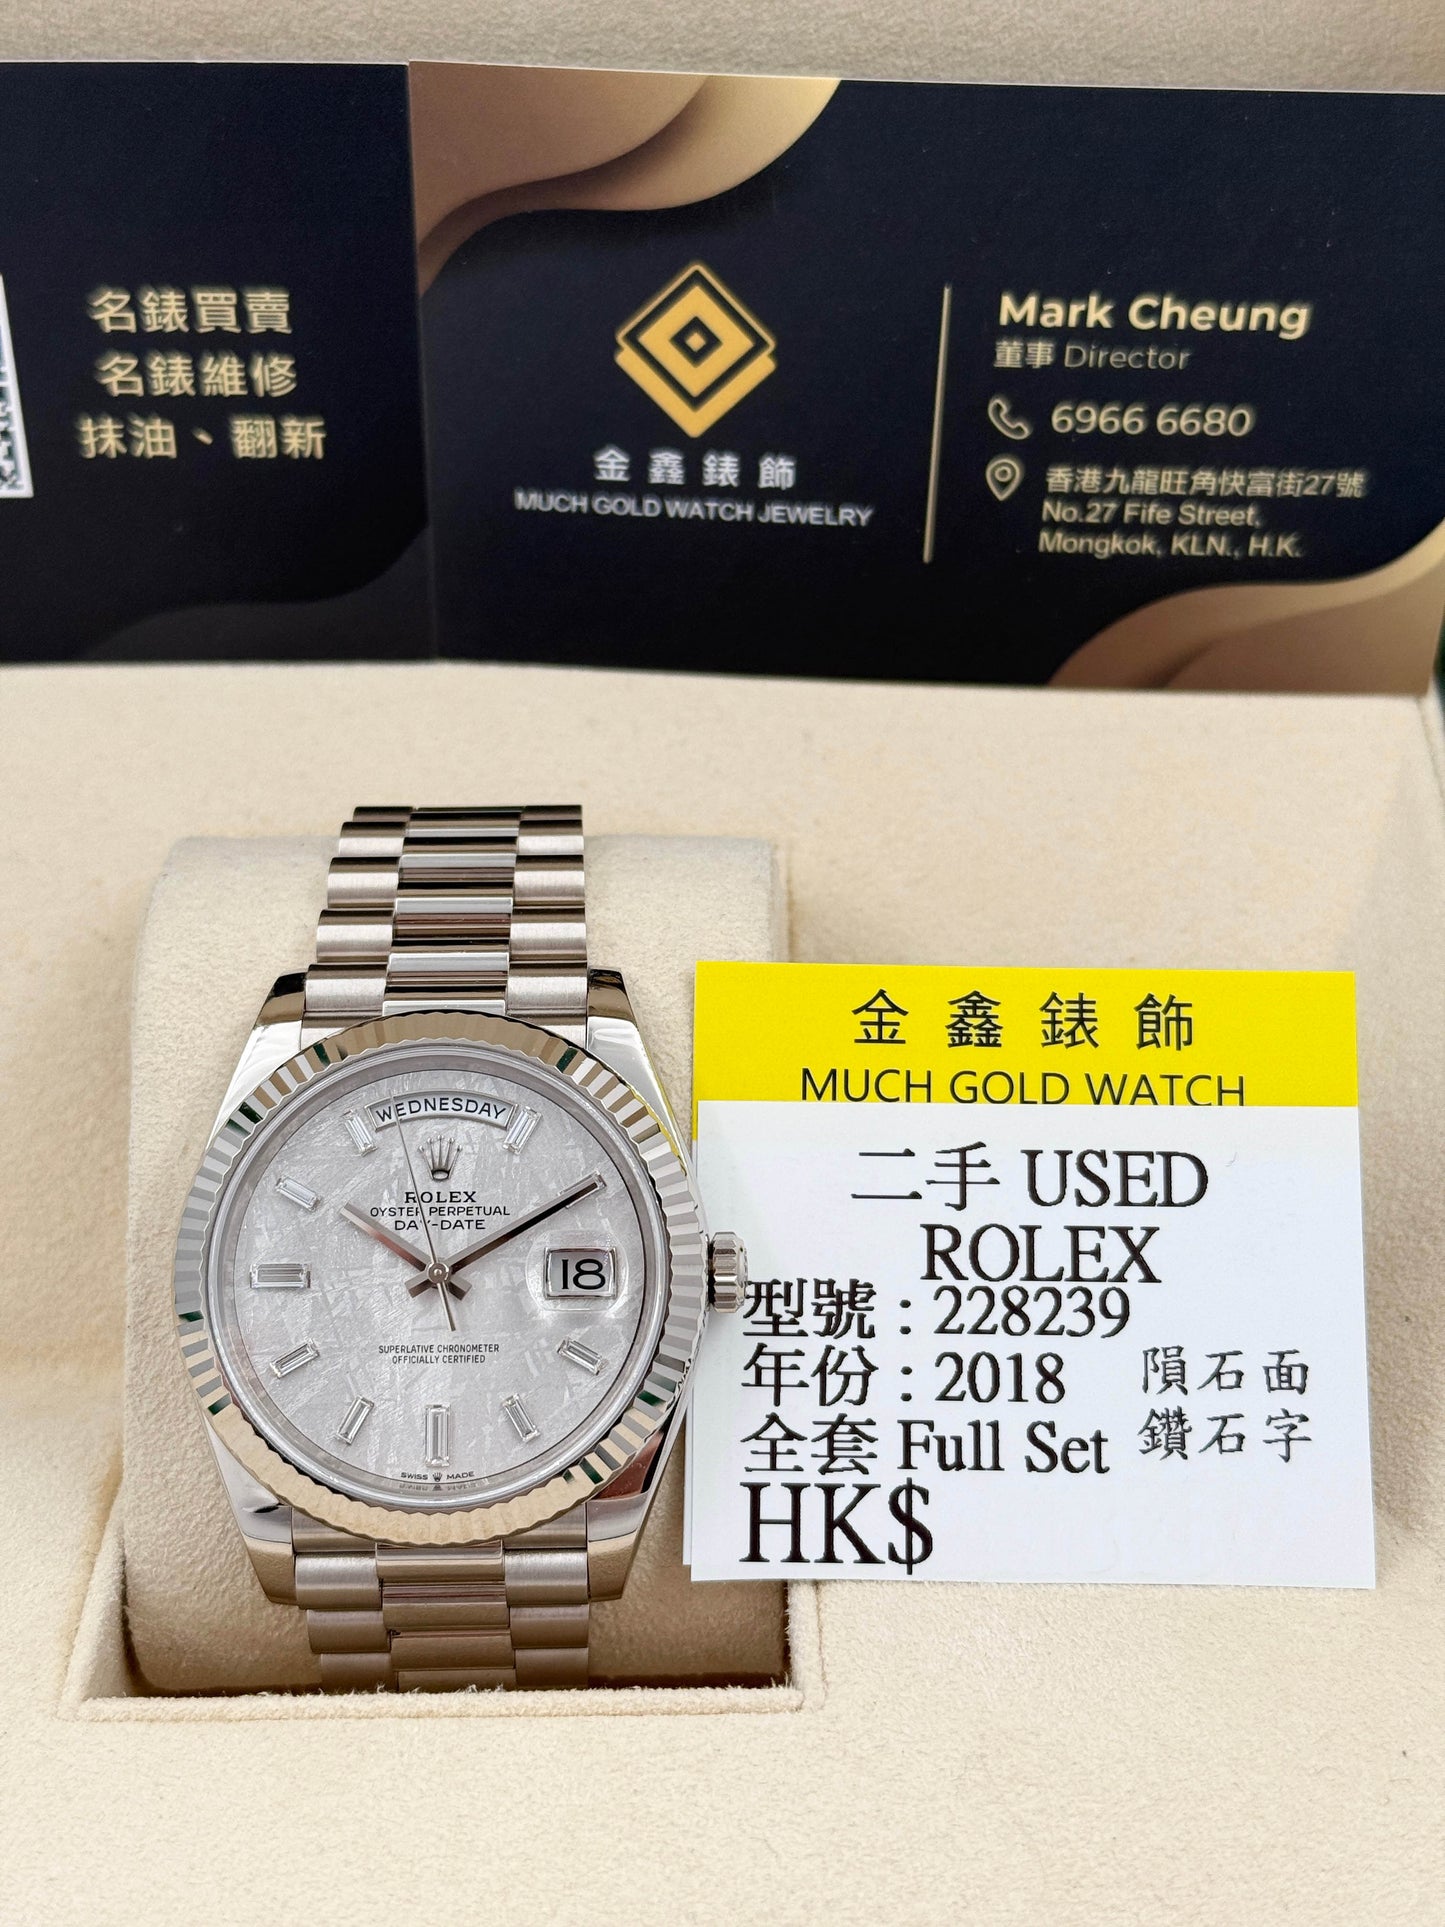 名錶買賣
名錶維修
抹油、翻新
金鑫錶飾
MUCH GOLD WATCH JEWELRY
Mark Cheung
董事 Director
6966 6680
香港九龍旺角快富街27號
No.27 Fife Street,
Mongkok, KLN., H.K.
WEDNESDAY
ROLEX
OYSTER PERPETUAL
DAY-DATE
18
SUPERLATIVE CHRONOMETER
OFFICIALLY CERTIFIED
SWISS MADE
金鑫錶飾
MUCH GOLD WATCH
二手 USED
ROLEX
型號：228239
年份：2018 隕石面
全套 Full Set 鑽石字
HK$